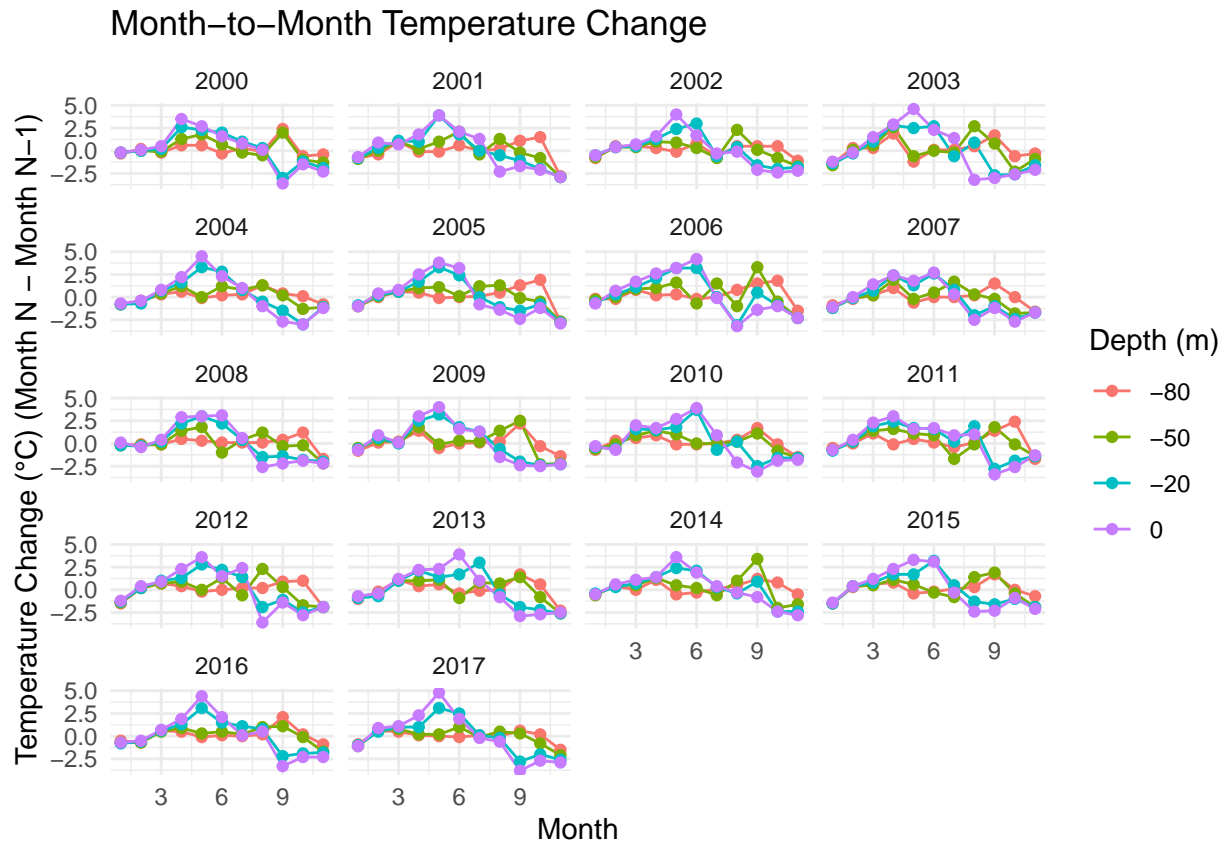 Month−to−Month Temperature Change
2000 2001 2002 2003
5.0
2.5
0.0
−2.5
2004 2005 2006 2007
5.0
2.5
0.0
−2.5
2008 2009 2010 2011
5.0
2.5
0.0
−2.5
2012 2013 2014 2015
5.0
2.5
0.0
−2.5
3 6 9 3 6 9
2016 2017
5.0
2.5
0.0
−2.5
3 6 9 3 6 9
Month
Temperature Change (°C) (Month N − Month N−1)
Depth (m)
−80
−50
−20
0